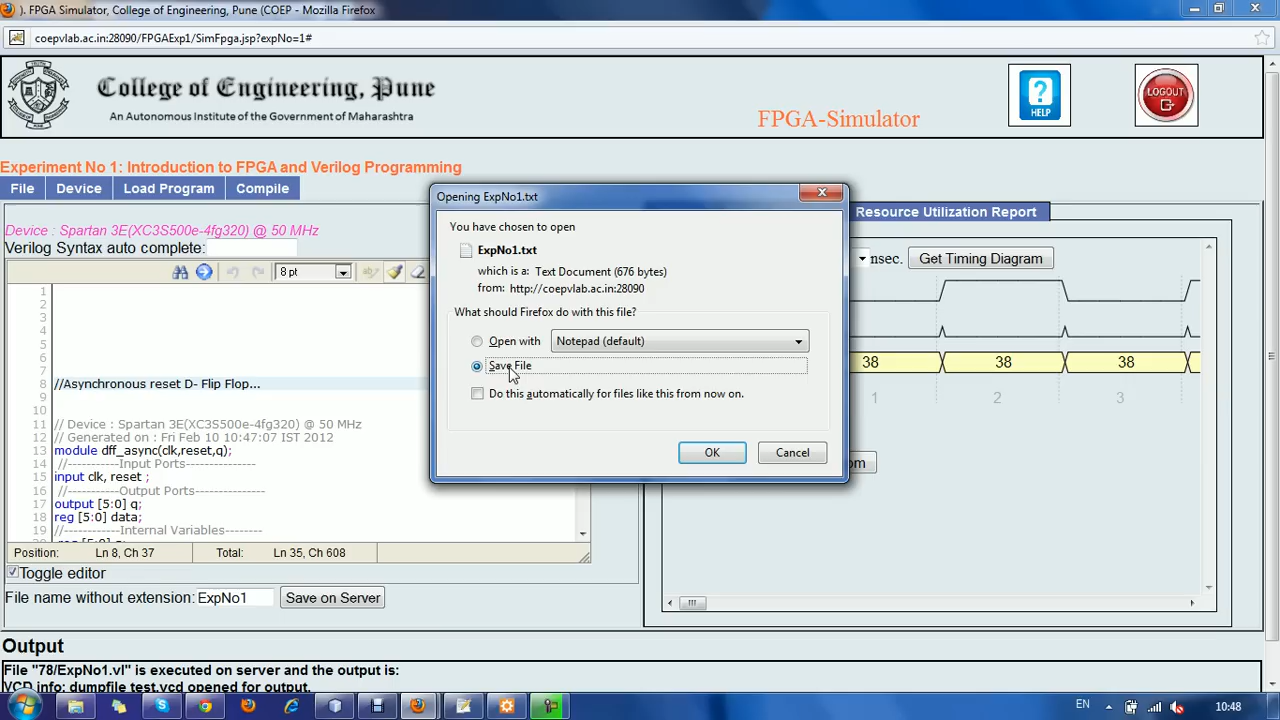 ). FPGA Simulator, College of Engineering, Pune (COEP - Mozilla Firefox
coepvlab.ac.in:28090/FPGAExp1/SimFpga.jsp?expNo=1#
College of Engineering, Pune
An Autonomous Institute of the Government of Maharashtra
FPGA-Simulator
?
HELP
LOGOUT
Experiment No 1: Introduction to FPGA and Verilog Programming
File Device Load Program Compile
Resource Utilization Report
Device : Spartan 3E(XC3S500e-4fg320) @ 50 MHz
Verilog Syntax auto complete:
nsec. Get Timing Diagram
8 pt
Opening ExpNo1.txt
You have chosen to open
ExpNo1.txt
which is a: Text Document (676 bytes)
from: http://coepvlab.ac.in:28090
What should Firefox do with this file?
Open with Notepad (default)
Save File
Do this automatically for files like this from now on.
OK Cancel
38 38 38
1 2 3
om
1
2
3
4
5
6
7
8 //Asynchronous reset D- Flip Flop...
9
10
11 // Device : Spartan 3E(XC3S500e-4fg320) @ 50 MHz
12 // Generated on : Fri Feb 10 10:47:07 IST 2012
13 module dff_async(clk,reset,q);
14 //-----------Input Ports---------------
15 input clk, reset ;
16 //-----------Output Ports---------------
17 output [5:0] q;
18 reg [5:0] data;
19 //------------Internal Variables--------
Position: Ln 8, Ch 37 Total: Ln 35, Ch 608
Toggle editor
File name without extension: ExpNo1 Save on Server
Output
File "78/ExpNo1.vl" is executed on server and the output is:
VCD info: dumpfile test.vcd opened for output.
EN 10:48